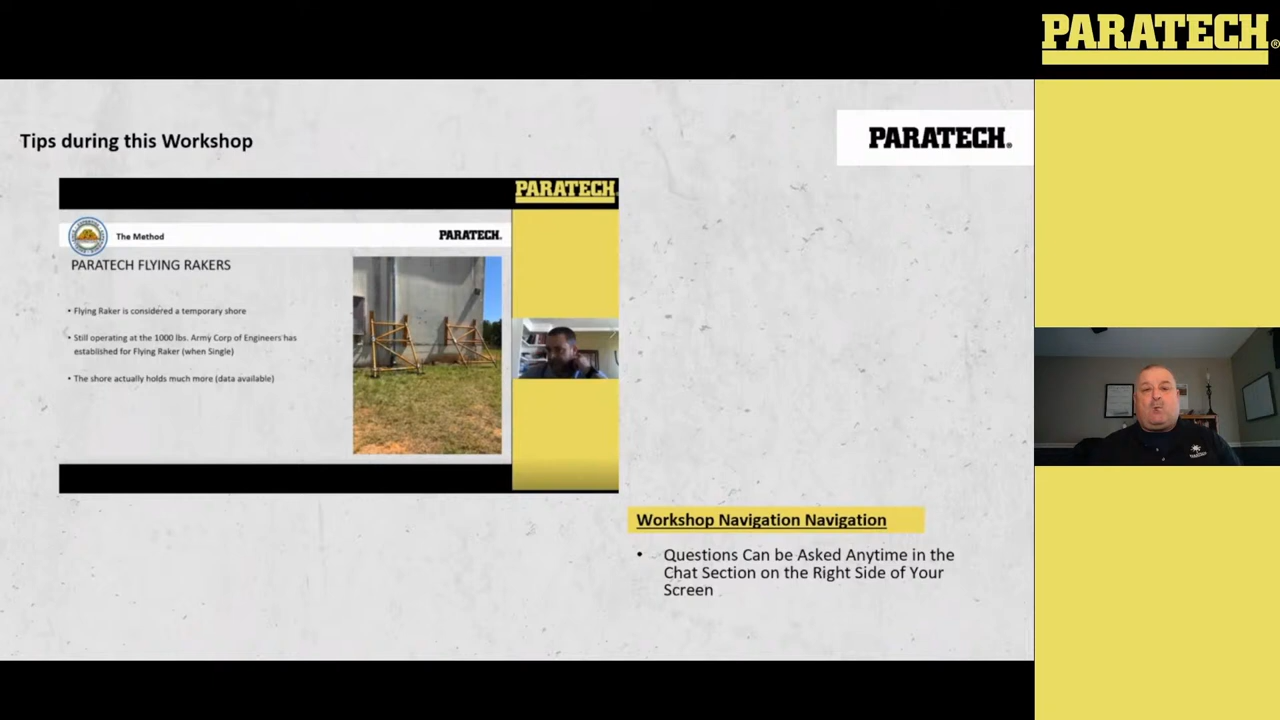 PARATECH®
Tips during this Workshop
PARATECH®
PARATECH
The Method
PARATECH.
PARATECH FLYING RAKERS
• Flying Raker is considered a temporary shore
• Still operating at the 1000 lbs. Army Corp of Engineers has
established for Flying Raker (when Single)
• The shore actually holds much more (data available)
Workshop Navigation Navigation
• Questions Can be Asked Anytime in the
Chat Section on the Right Side of Your
Screen